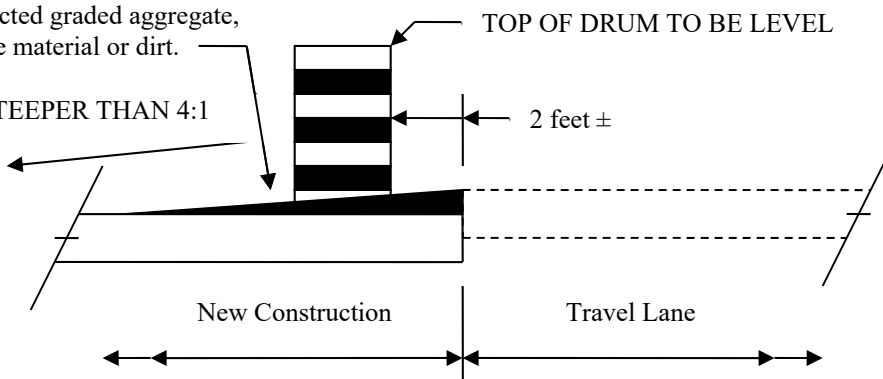 cted graded aggregate,
material or dirt.
TOP OF DRUM TO BE LEVEL
TEEPER THAN 4:1
2 feet ±
New Construction
Travel Lane